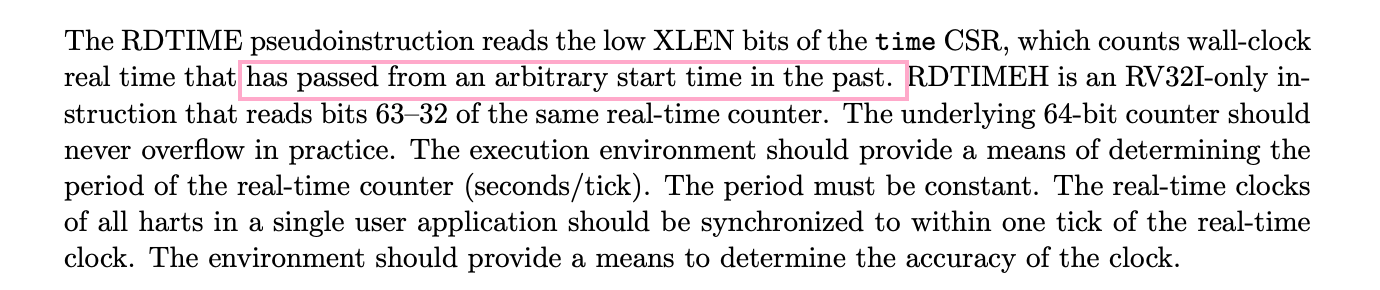 The RDTIME pseudoinstruction reads the low XLEN bits of the time CSR, which counts wall-clock
real time that has passed from an arbitrary start time in the past. RDTIMEH is an RV32I-only in-
struction that reads bits 63–32 of the same real-time counter. The underlying 64-bit counter should
never overflow in practice. The execution environment should provide a means of determining the
period of the real-time counter (seconds/tick). The period must be constant. The real-time clocks
of all harts in a single user application should be synchronized to within one tick of the real-time
clock. The environment should provide a means to determine the accuracy of the clock.